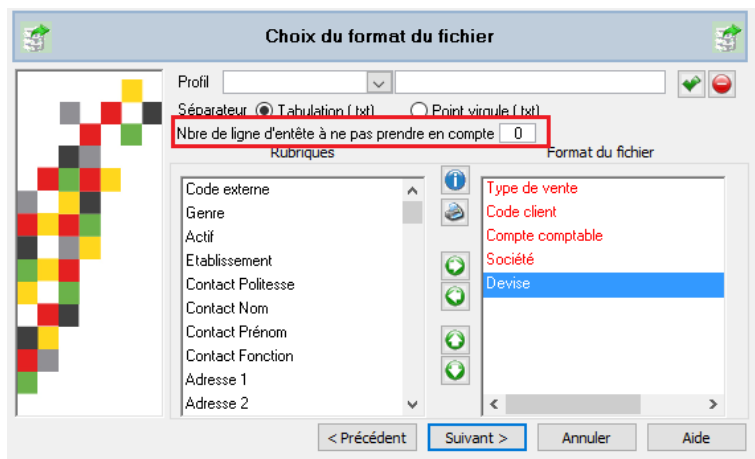 Choix du format du fichier
Profil
Séparateur Tabulation (.txt) Point virgule (.txt)
Nbre de ligne d'entête à ne pas prendre en compte 0
Rubriques Format du fichier
Code externe
Genre
Actif
Etablissement
Contact Politesse
Contact Nom
Contact Prénom
Contact Fonction
Adresse 1
Adresse 2
Type de vente
Code client
Compte comptable
Société
Devise
< Précédent Suivant > Annuler Aide